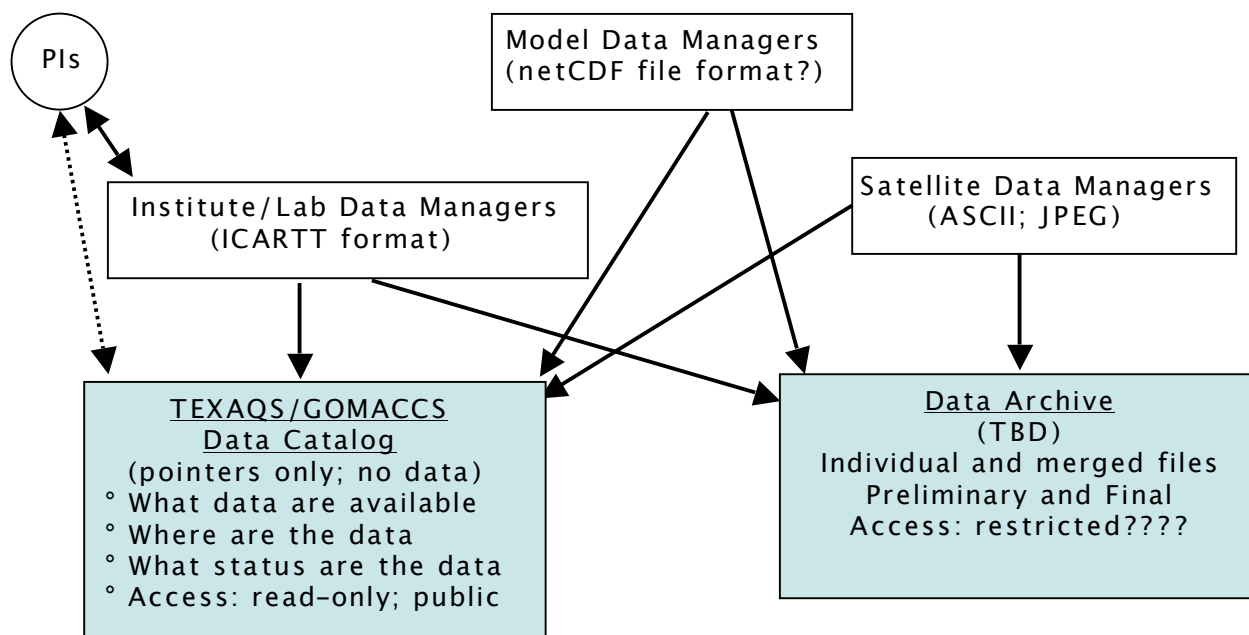 PIs
Model Data Managers
(netCDF file format?)
Institute/Lab Data Managers
(ICARTT format)
Satellite Data Managers
(ASCII; JPEG)
TEXAQS/GOMACCS
Data Catalog
(pointers only; no data)
° What data are available
° Where are the data
° What status are the data
° Access: read-only; public
Data Archive
(TBD)
Individual and merged files
Preliminary and Final
Access: restricted????